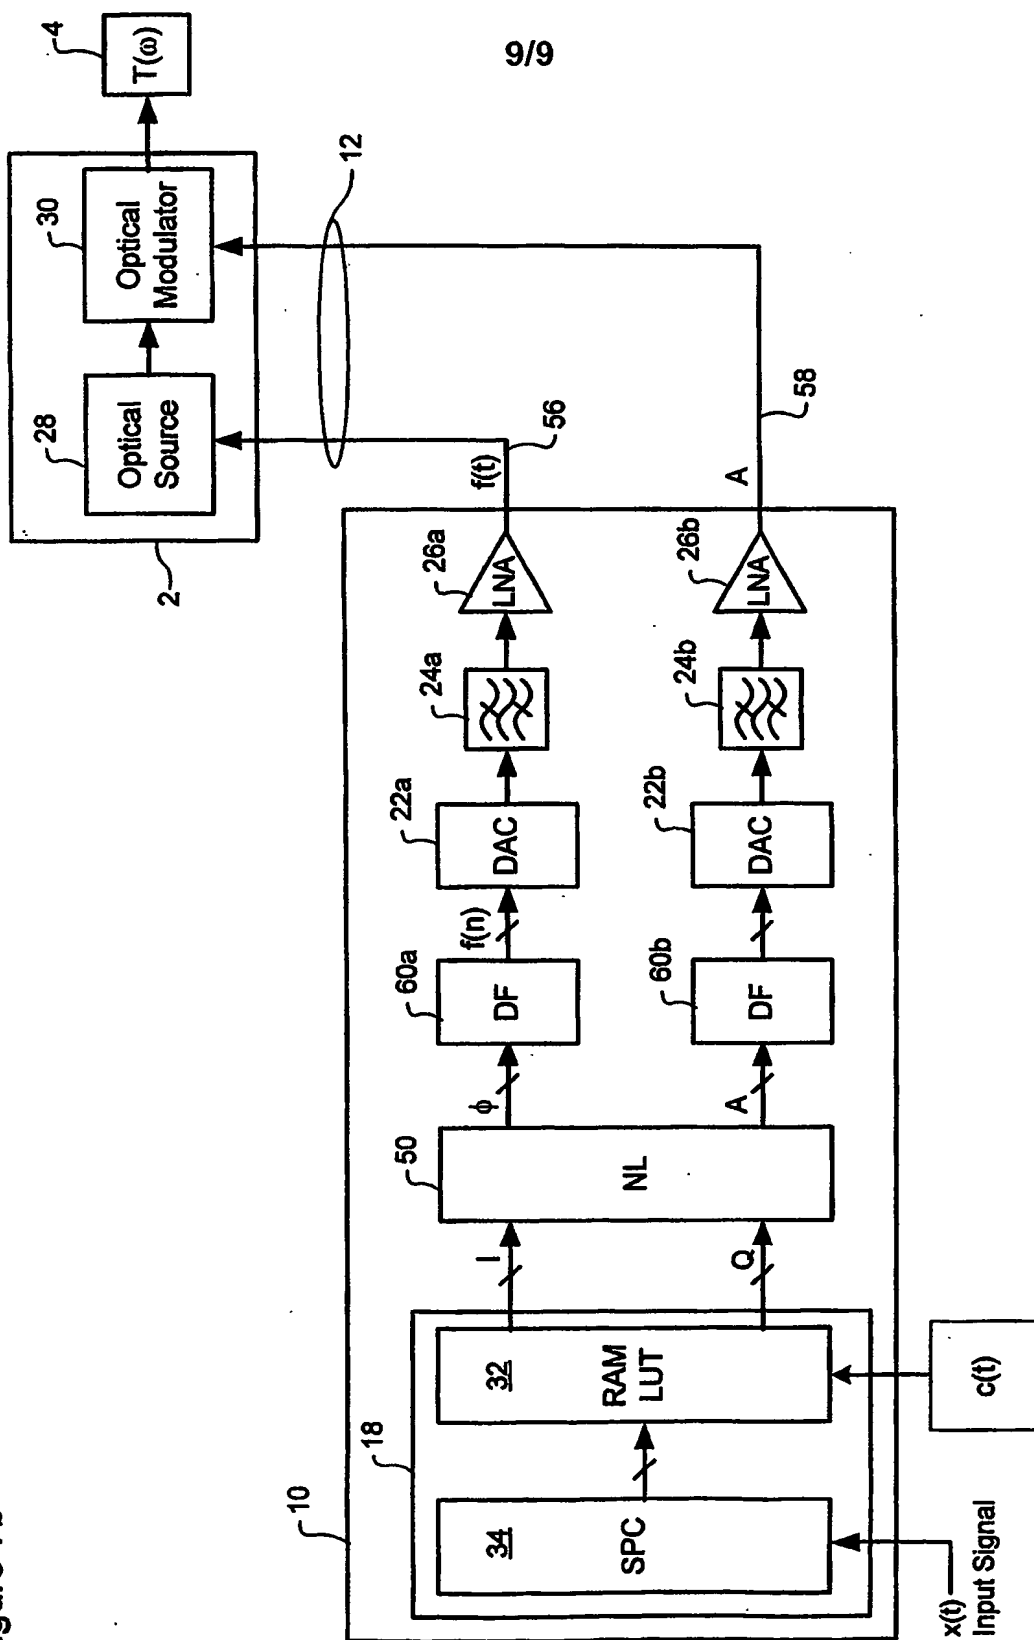 9/9
4
T(ω)
30
Optical
Modulator
12
28
Optical
Source
2
f(t)
56
A
58
26a
LNA
26b
LNA
24a
24b
22a
DAC
22b
DAC
f(n)
60a
DF
60b
DF
ϕ
A
50
NL
I
Q
18
32
RAM
LUT
34
SPC
10
c(t)
x(t)
Input Signal